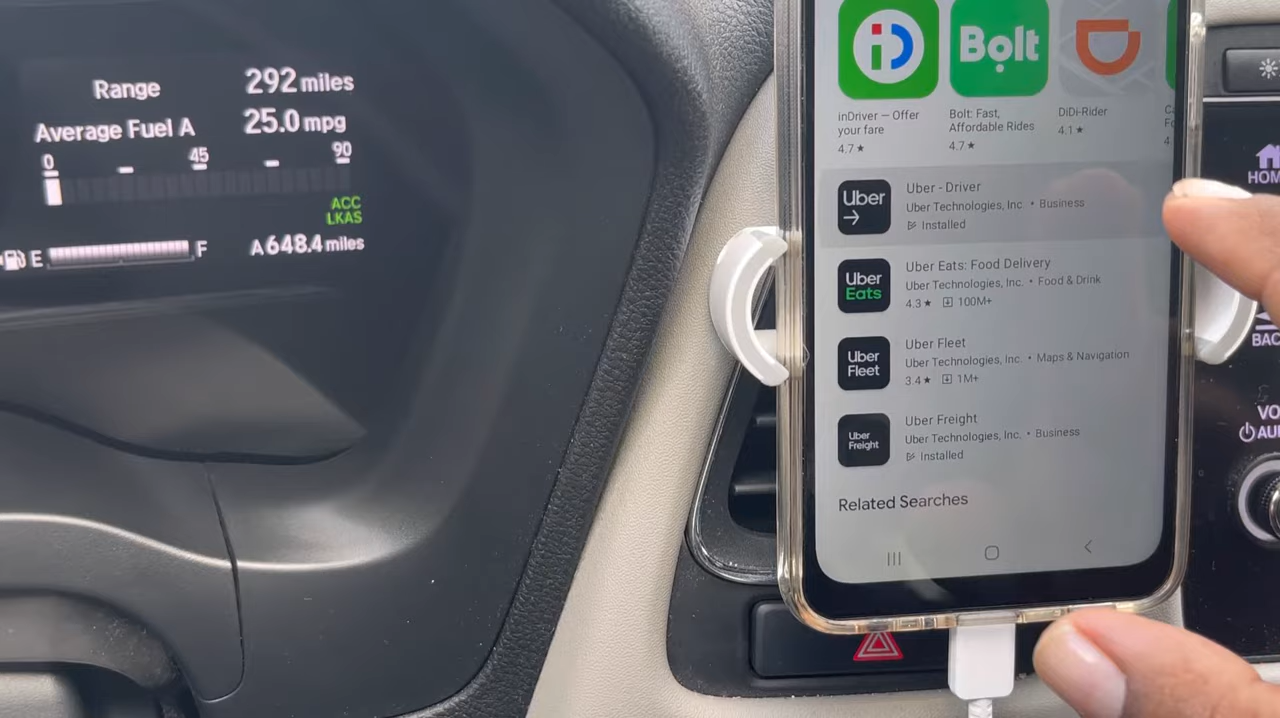 Range 292 miles
Average Fuel A 25.0 mpg
0 45 90
ACC
LKAS
E F A 648.4 miles
iD
Bolt
inDriver — Offer
your fare
4.7★
Bolt: Fast,
Affordable Rides
4.7★
DiDi-Rider
4.1★
4.
Uber
→
Uber - Driver
Uber Technologies, Inc. • Business
Installed
Uber
Eats
Uber Eats: Food Delivery
Uber Technologies, Inc. • Food & Drink
4.3★ 100M+
Uber
Fleet
Uber Fleet
Uber Technologies, Inc. • Maps & Navigation
3.4★ 1M+
Uber
Freight
Uber Freight
Uber Technologies, Inc. • Business
Installed
Related Searches
HOM
BAC
VO
AU